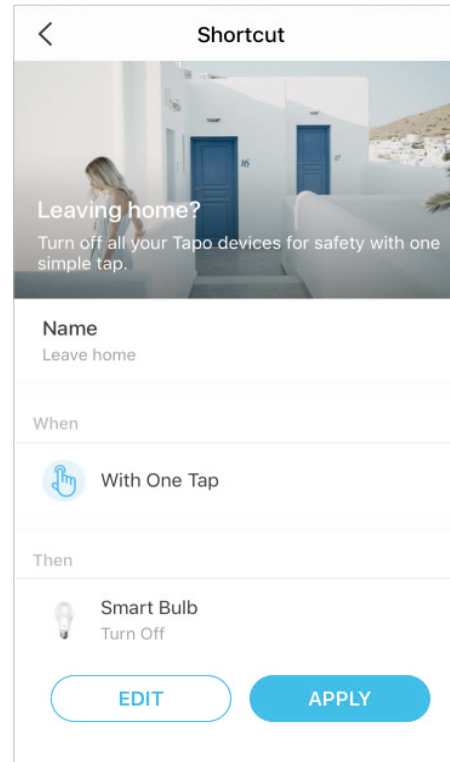 Shortcut
16
Leaving home?
Turn off all your Tapo devices for safety with one
simple tap.
Name
Leave home
When
With One Tap
Then
Smart Bulb
Turn Off
EDIT
APPLY